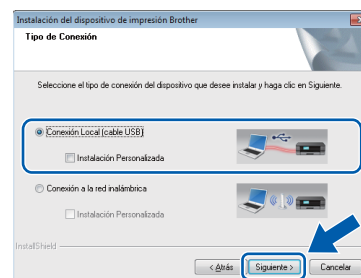 Instalación del dispositivo de impresión Brother
Tipo de Conexión
Seleccione el tipo de conexión del dispositivo que desee instalar y haga clic en Siguiente.
Conexión Local (cable USB)
Instalación Personalizada
Conexión a la red inalámbrica
Instalación Personalizada
InstallShield
< Atrás Siguiente > Cancelar